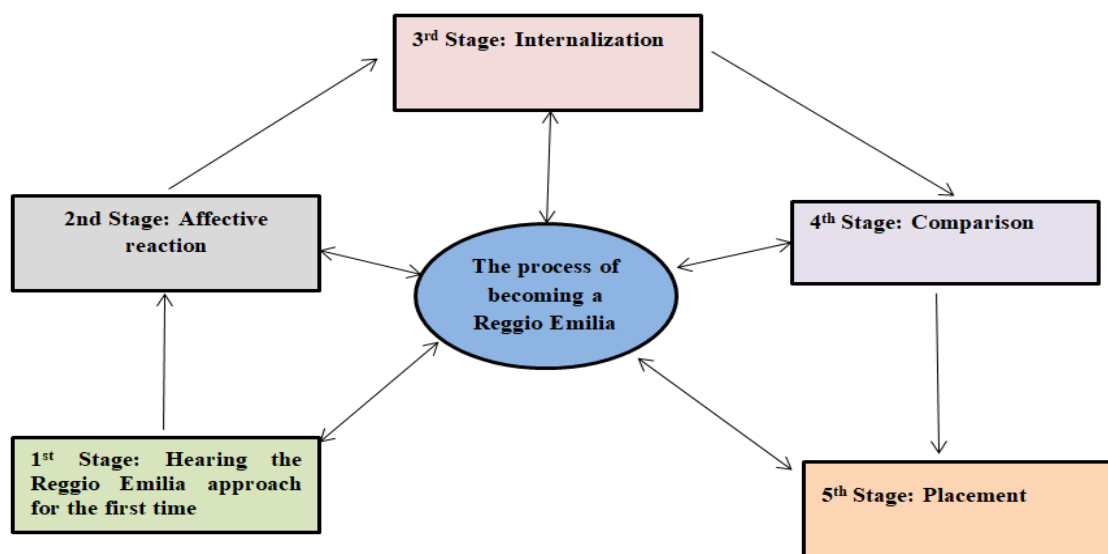 3rd Stage: Internalization
2nd Stage: Affective
reaction
4th Stage: Comparison
The process of
becoming a
Reggio Emilia
1st Stage: Hearing the
Reggio Emilia approach
for the first time
5th Stage: Placement